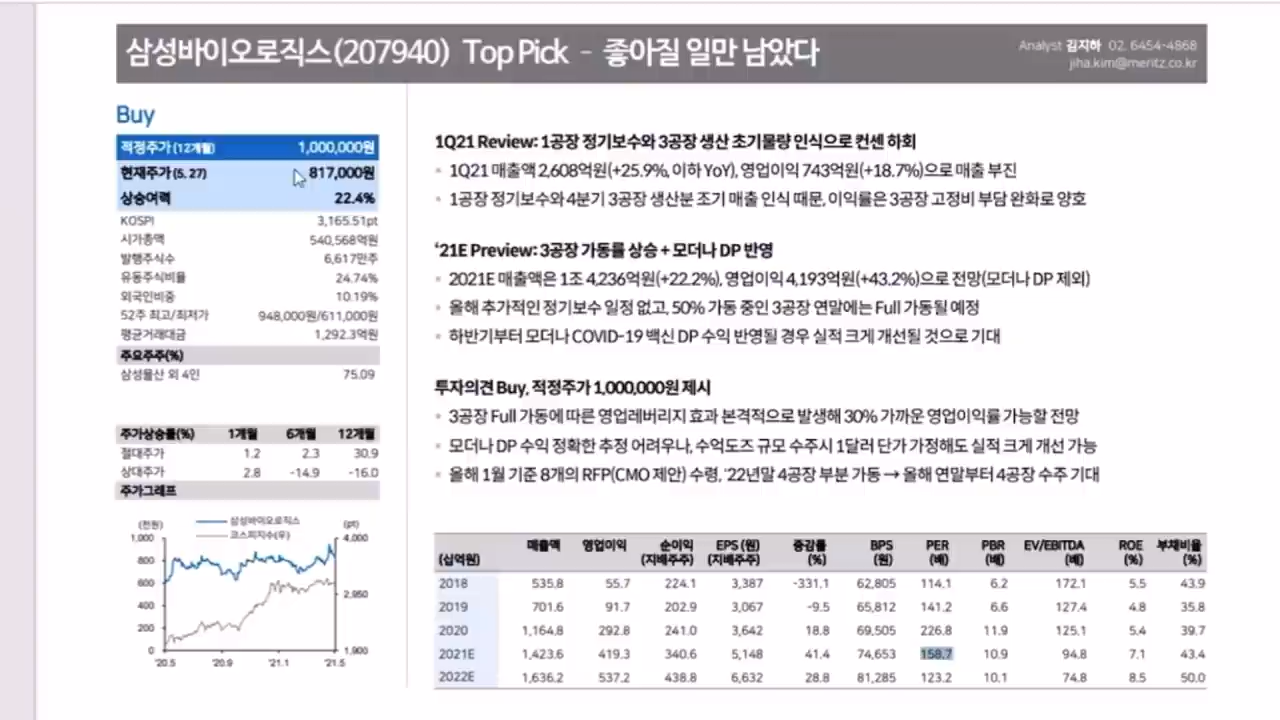 삼성바이오로직스(207940) Top Pick – 좋아질 일만 남았다
Analyst 김지하 02. 6454-4868
jiha.kim@meritz.co.kr
Buy
적정주가 (12개월) 1,000,000원
현재주가 (5. 27) 817,000원
상승여력 22.4%
KOSPI 3,165.51pt
시가총액 540,568억원
발행주식수 6,617만주
유동주식비율 24.74%
외국인비중 10.19%
52주 최고/최저가 948,000원/611,000원
평균거래대금 1,292.3억원
주요주주(%)
삼성물산 외 4인 75.09
주가상승률(%) 1개월 6개월 12개월
절대주가 1.2 2.3 30.9
상대주가 2.8 -14.9 -16.0
주가그래프
(천원) 삼성바이오로직스 (pt)
코스피지수(우)
1,000 4,000
800
600 2,950
400
200
0 1,900
'20.5 '20.9 '21.1 '21.5
1Q21 Review: 1공장 정기보수와 3공장 생산 초기물량 인식으로 컨센 하회
1Q21 매출액 2,608억원(+25.9%, 이하 YoY), 영업이익 743억원(+18.7%)으로 매출 부진
1공장 정기보수와 4분기 3공장 생산분 조기 매출 인식 때문, 이익률은 3공장 고정비 부담 완화로 양호
'21E Preview: 3공장 가동률 상승 + 모더나 DP 반영
2021E 매출액은 1조 4,236억원(+22.2%), 영업이익 4,193억원(+43.2%)으로 전망(모더나 DP 제외)
올해 추가적인 정기보수 일정 없고, 50% 가동 중인 3공장 연말에는 Full 가동될 예정
하반기부터 모더나 COVID-19 백신 DP 수익 반영될 경우 실적 크게 개선될 것으로 기대
투자의견 Buy, 적정주가 1,000,000원 제시
3공장 Full 가동에 따른 영업레버리지 효과 본격적으로 발생해 30% 가까운 영업이익률 가능할 전망
모더나 DP 수익 정확한 추정 어려우나, 수억도즈 규모 수주시 1달러 단가 가정해도 실적 크게 개선 가능
올해 1월 기준 8개의 RFP(CMO 제안) 수령, '22년말 4공장 부분 가동 → 올해 연말부터 4공장 수주 기대
매출액 영업이익 순이익 EPS (원) 증감률 BPS PER PBR EV/EBITDA ROE 부채비율
(십억원) (지배주주) (지배주주) (%) (원) (배) (배) (배) (%) (%)
2018 535.8 55.7 224.1 3,387 -331.1 62,805 114.1 6.2 172.1 5.5 43.9
2019 701.6 91.7 202.9 3,067 -9.5 65,812 141.2 6.6 127.4 4.8 35.8
2020 1,164.8 292.8 241.0 3,642 18.8 69,505 226.8 11.9 125.1 5.4 39.7
2021E 1,423.6 419.3 340.6 5,148 41.4 74,653 158.7 10.9 94.8 7.1 43.4
2022E 1,636.2 537.2 438.8 6,632 28.8 81,285 123.2 10.1 74.8 8.5 50.0